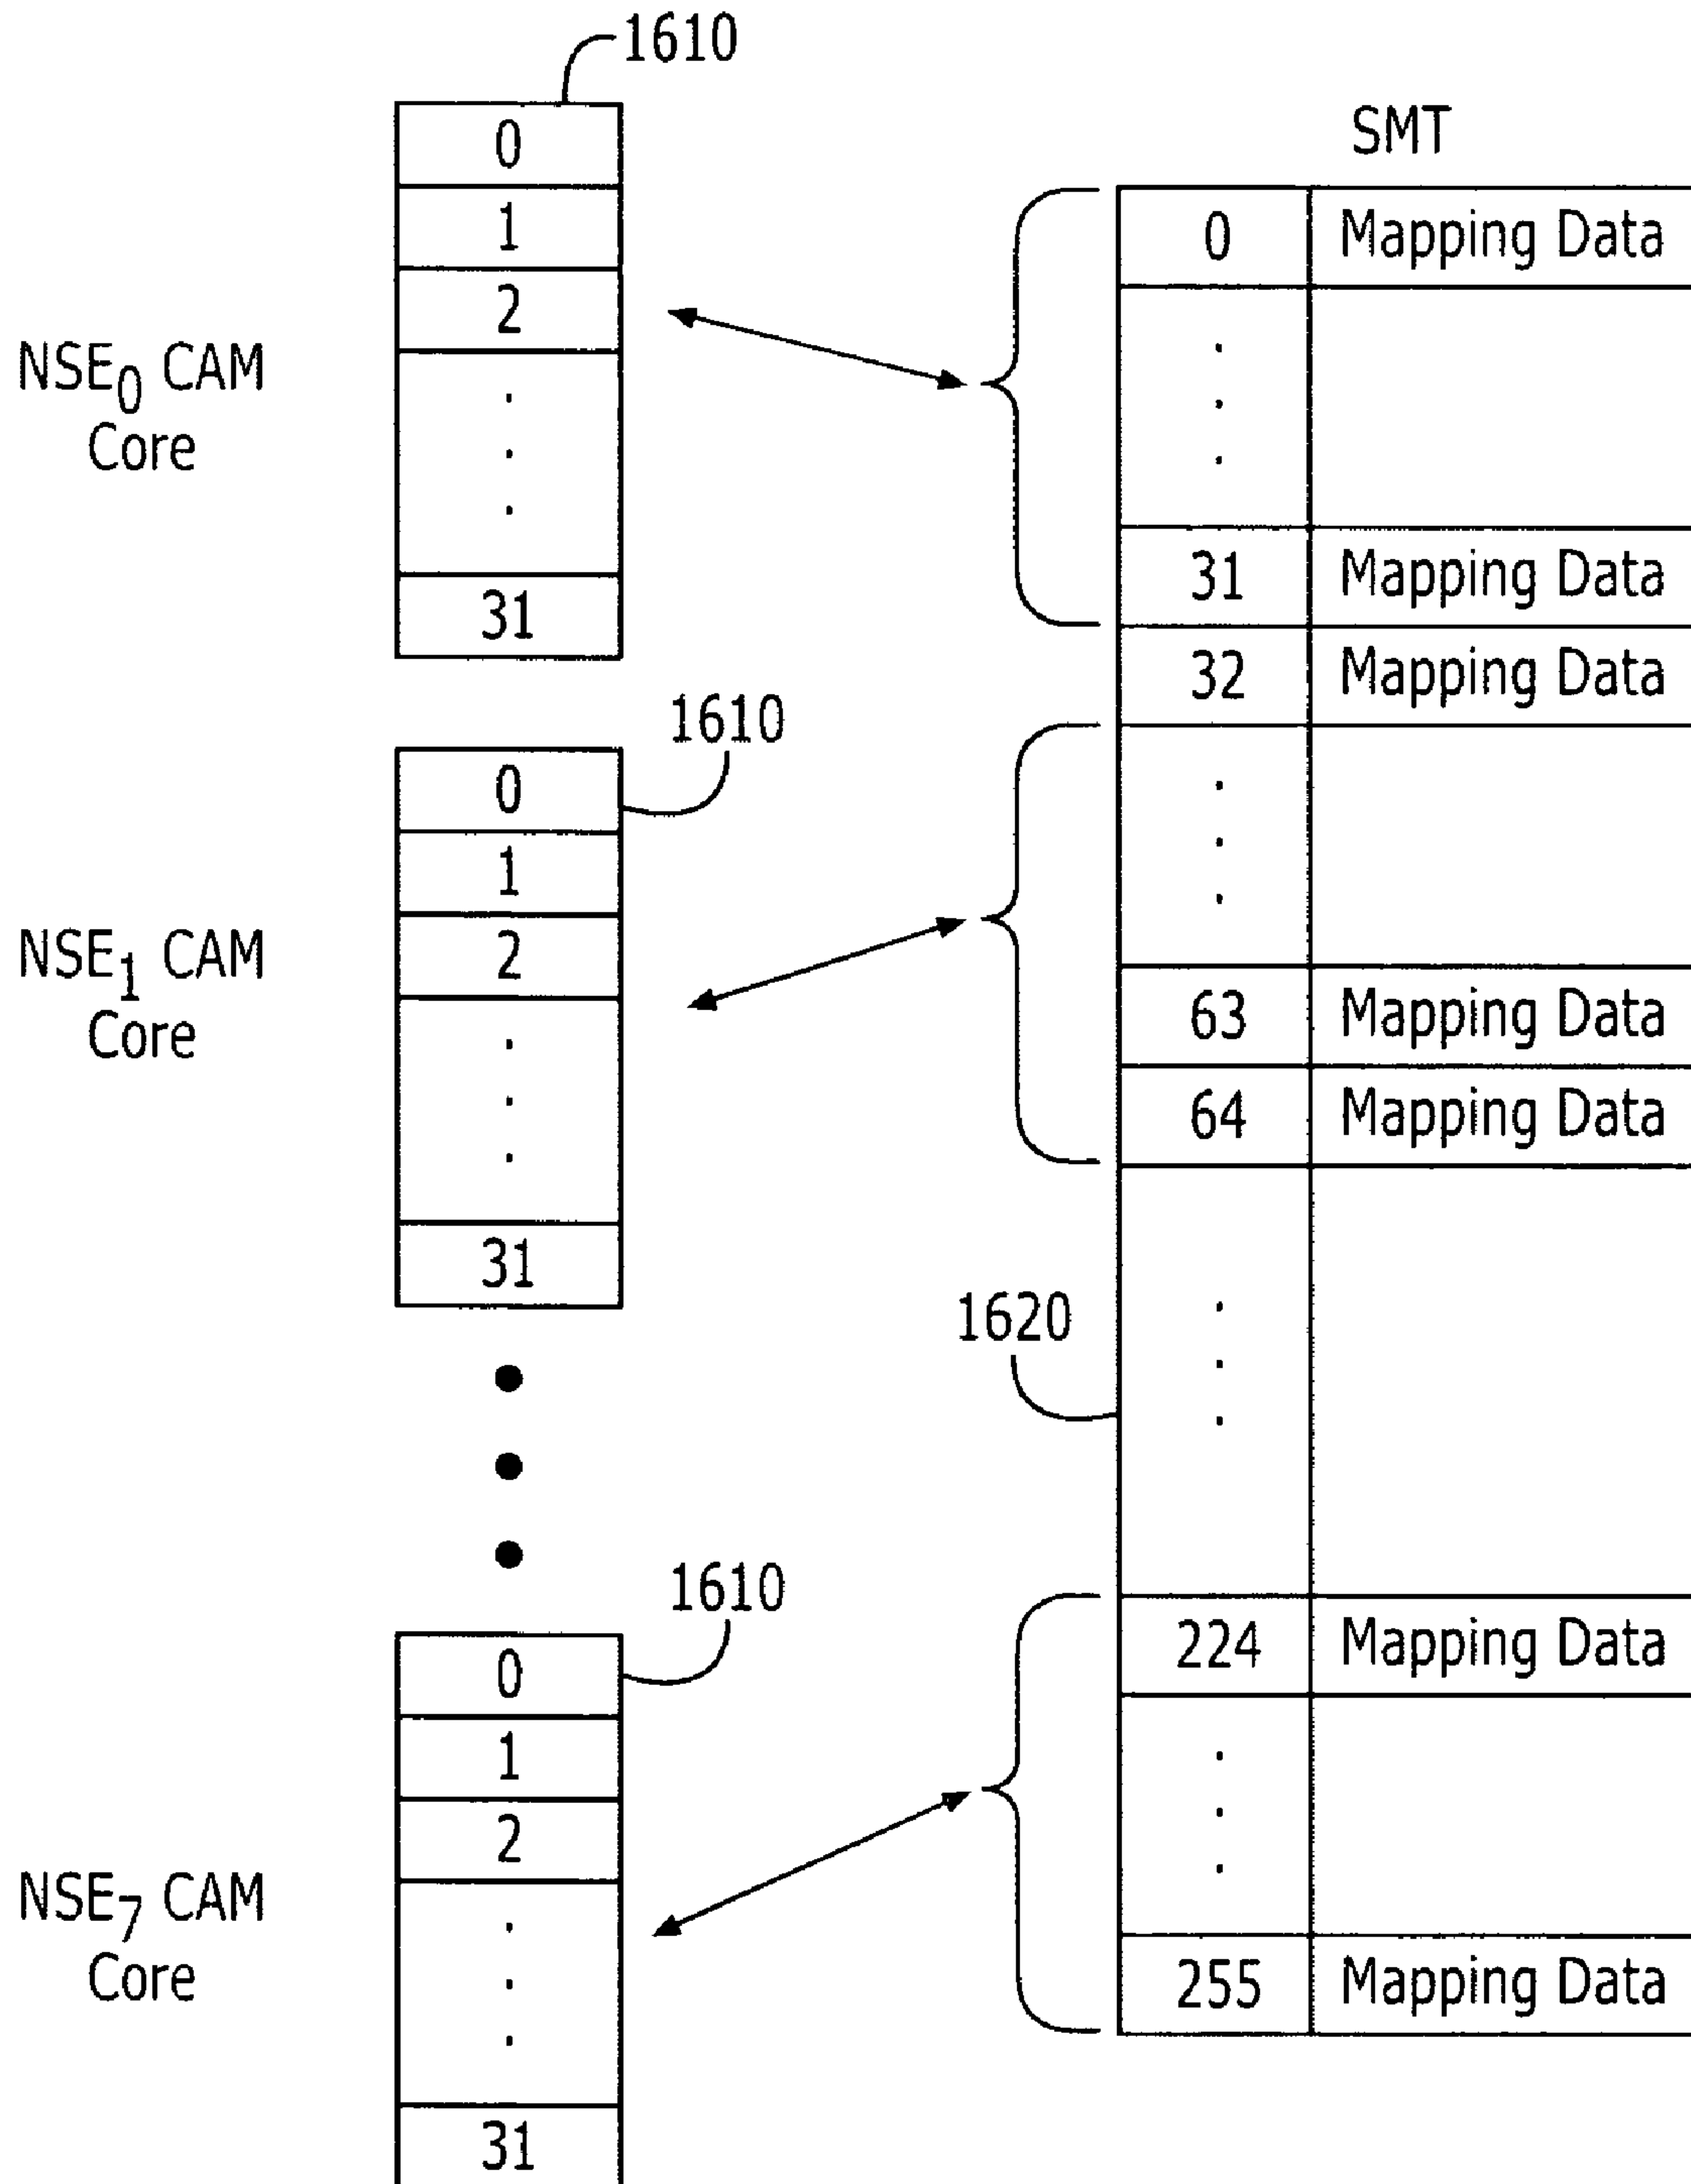 1610
0
1
2
31
NSE0 CAM
Core
1610
0
1
2
31
NSE1 CAM
Core
1610
0
1
2
31
NSE7 CAM
Core
SMT
0 Mapping Data
31 Mapping Data
32 Mapping Data
63 Mapping Data
64 Mapping Data
1620
224 Mapping Data
255 Mapping Data